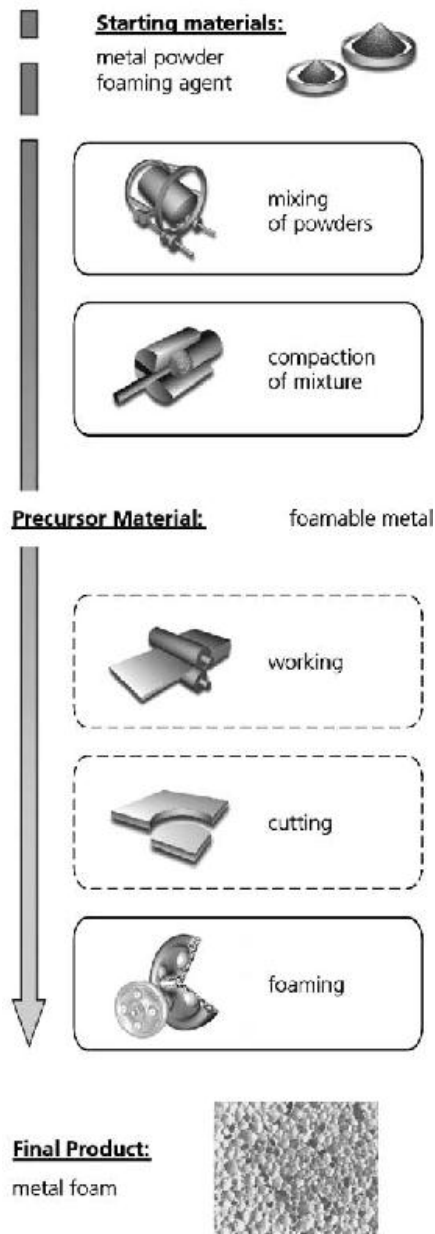 Starting materials:
metal powder
foaming agent
mixing
of powders
compaction
of mixture
Precursor Material: foamable metal
working
cutting
foaming
Final Product:
metal foam